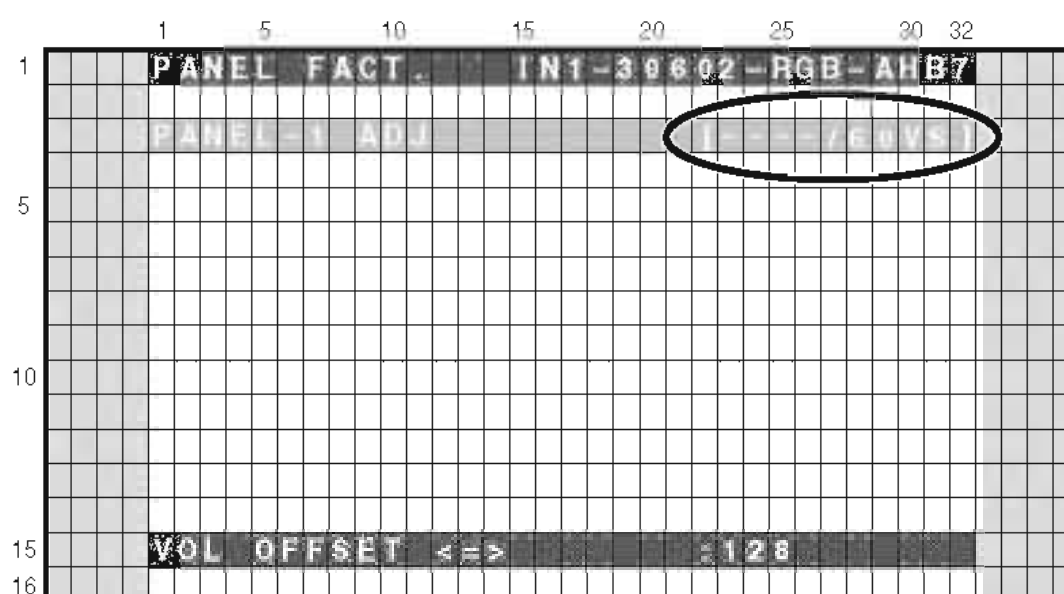 1 5 10 15 20 25 30 32
1 PANEL FACT. IN1-39602-RGB-AHB7
PANEL-1 ADJ [----/60VS]
5
10
15 VOL OFFSET <=> :128
16